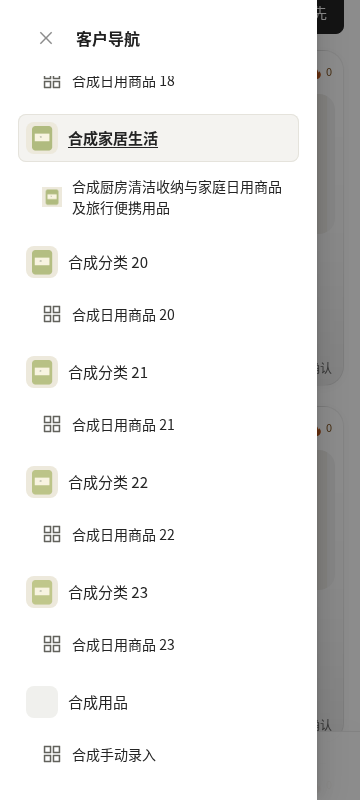 先
客户导航
0
合成日用商品 18
合成家居生活
合成厨房清洁收纳与家庭日用商品
及旅行便携用品
合成分类 20
合成日用商品 20
合成分类 21
认
合成日用商品 21
0
合成分类 22
合成日用商品 22
合成分类 23
合成日用商品 23
合成用品
认
合成手动录入